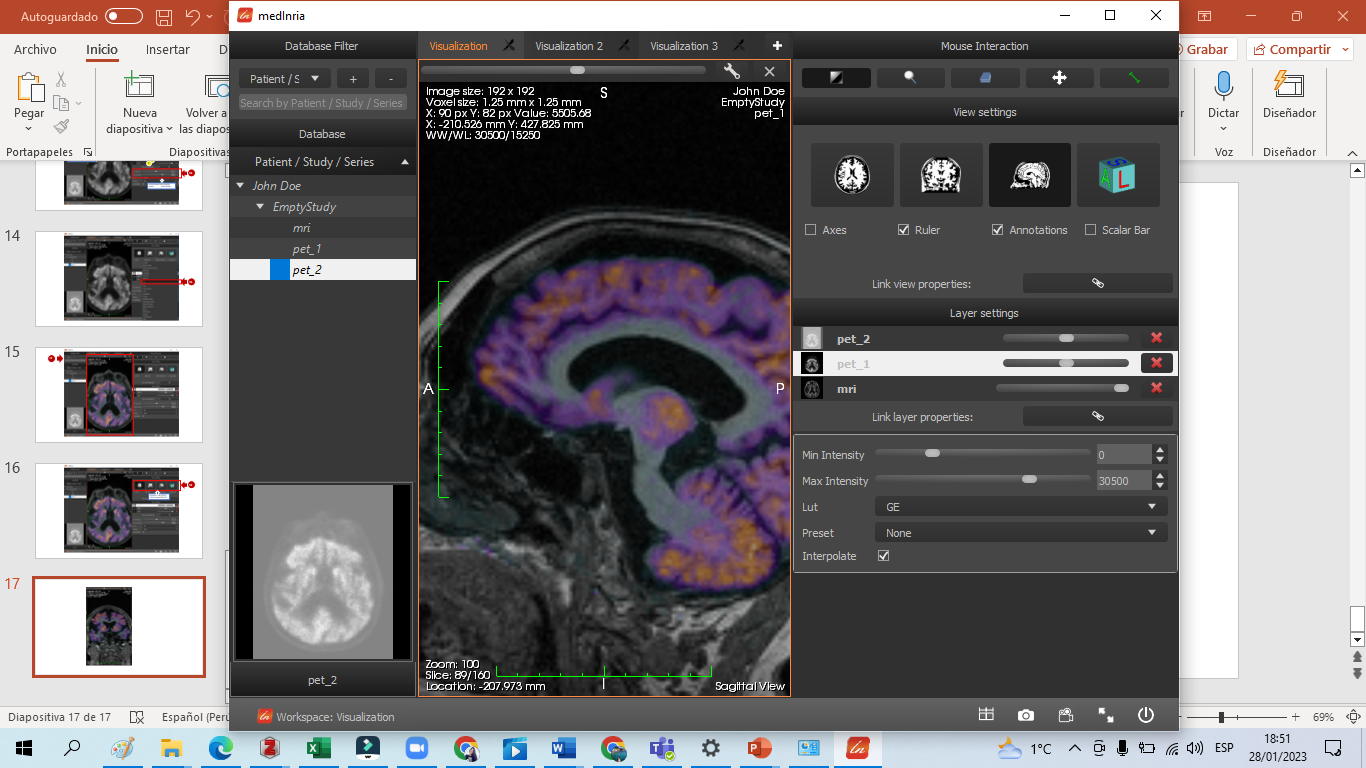 Autoguardado
Archivo
Inicio
Insertar
Grabar
Compartir
Pegar
Nueva
diapositiva
Volver a
las diapos
Portapapeles
Diapositivas
Dictar
Diseñador
Voz
Diseñador
14
15
16
17
medInria
Database Filter
Patient / S
+
-
Search by Patient / Study / Series
Database
Patient / Study / Series
John Doe
EmptyStudy
mri
pet_1
pet_2
pet_2
Visualization
Visualization 2
Visualization 3
+
Image size: 192 x 192
Voxel size: 1.25 mm x 1.25 mm
X: 90 px Y: 82 px Value: 5505.68
X: -210.526 mm Y: 427.825 mm
WW/WL: 30500/15250
S
John Doe
EmptyStudy
pet_1
A
P
Zoom: 100
Slice: 89/160
Location: -207.973 mm
I
Sagittal View
Mouse Interaction
View settings
S
A
L
Axes
Ruler
Annotations
Scalar Bar
Link view properties:
Layer settings
pet_2
pet_1
mri
Link layer properties:
Min Intensity
0
Max Intensity
30500
Lut
GE
Preset
None
Interpolate
Workspace: Visualization
Diapositiva 17 de 17
Español (Perú
69%
1°C
ESP
18:51
28/01/2023